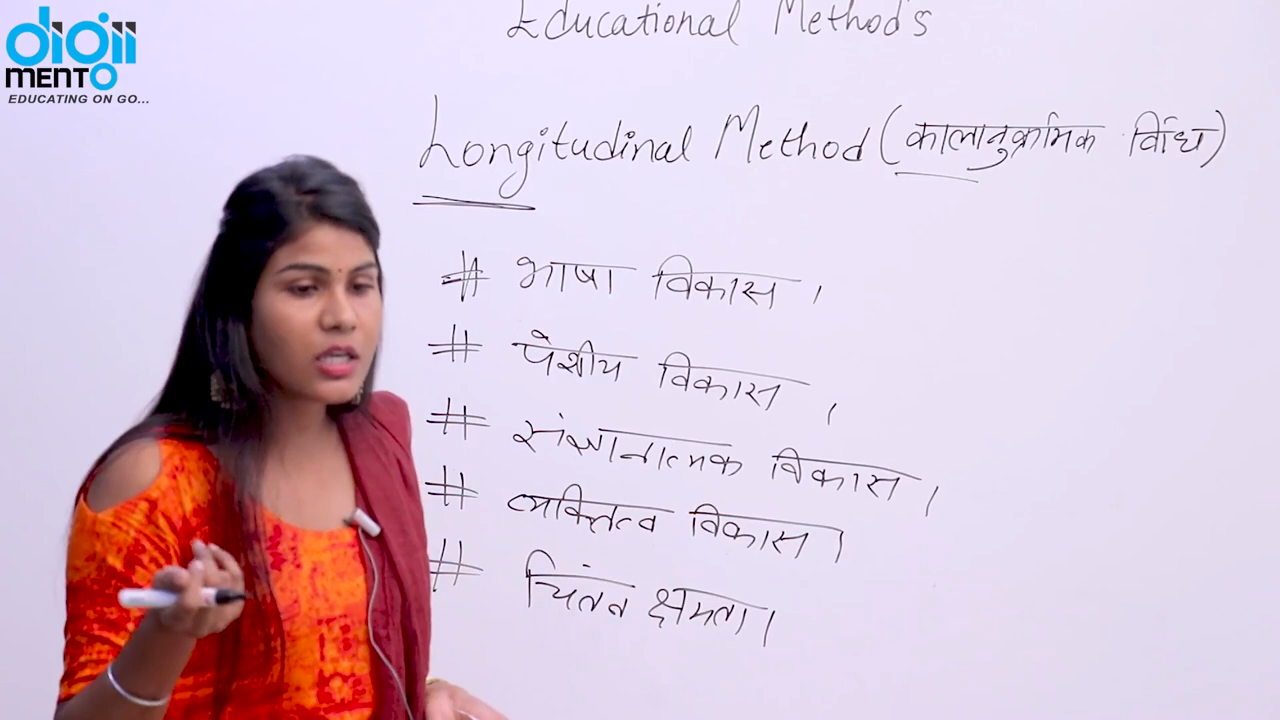 digii
MENTO
EDUCATING ON GO...
Educational Method's
Longitudinal Method (कालानुक्रमिक विधि)
# भाषा विकास ।
# पेशीय विकास ।
# संज्ञानात्मक विकास ।
# व्यक्तित्व विकास ।
# चिंतन क्षमता ।